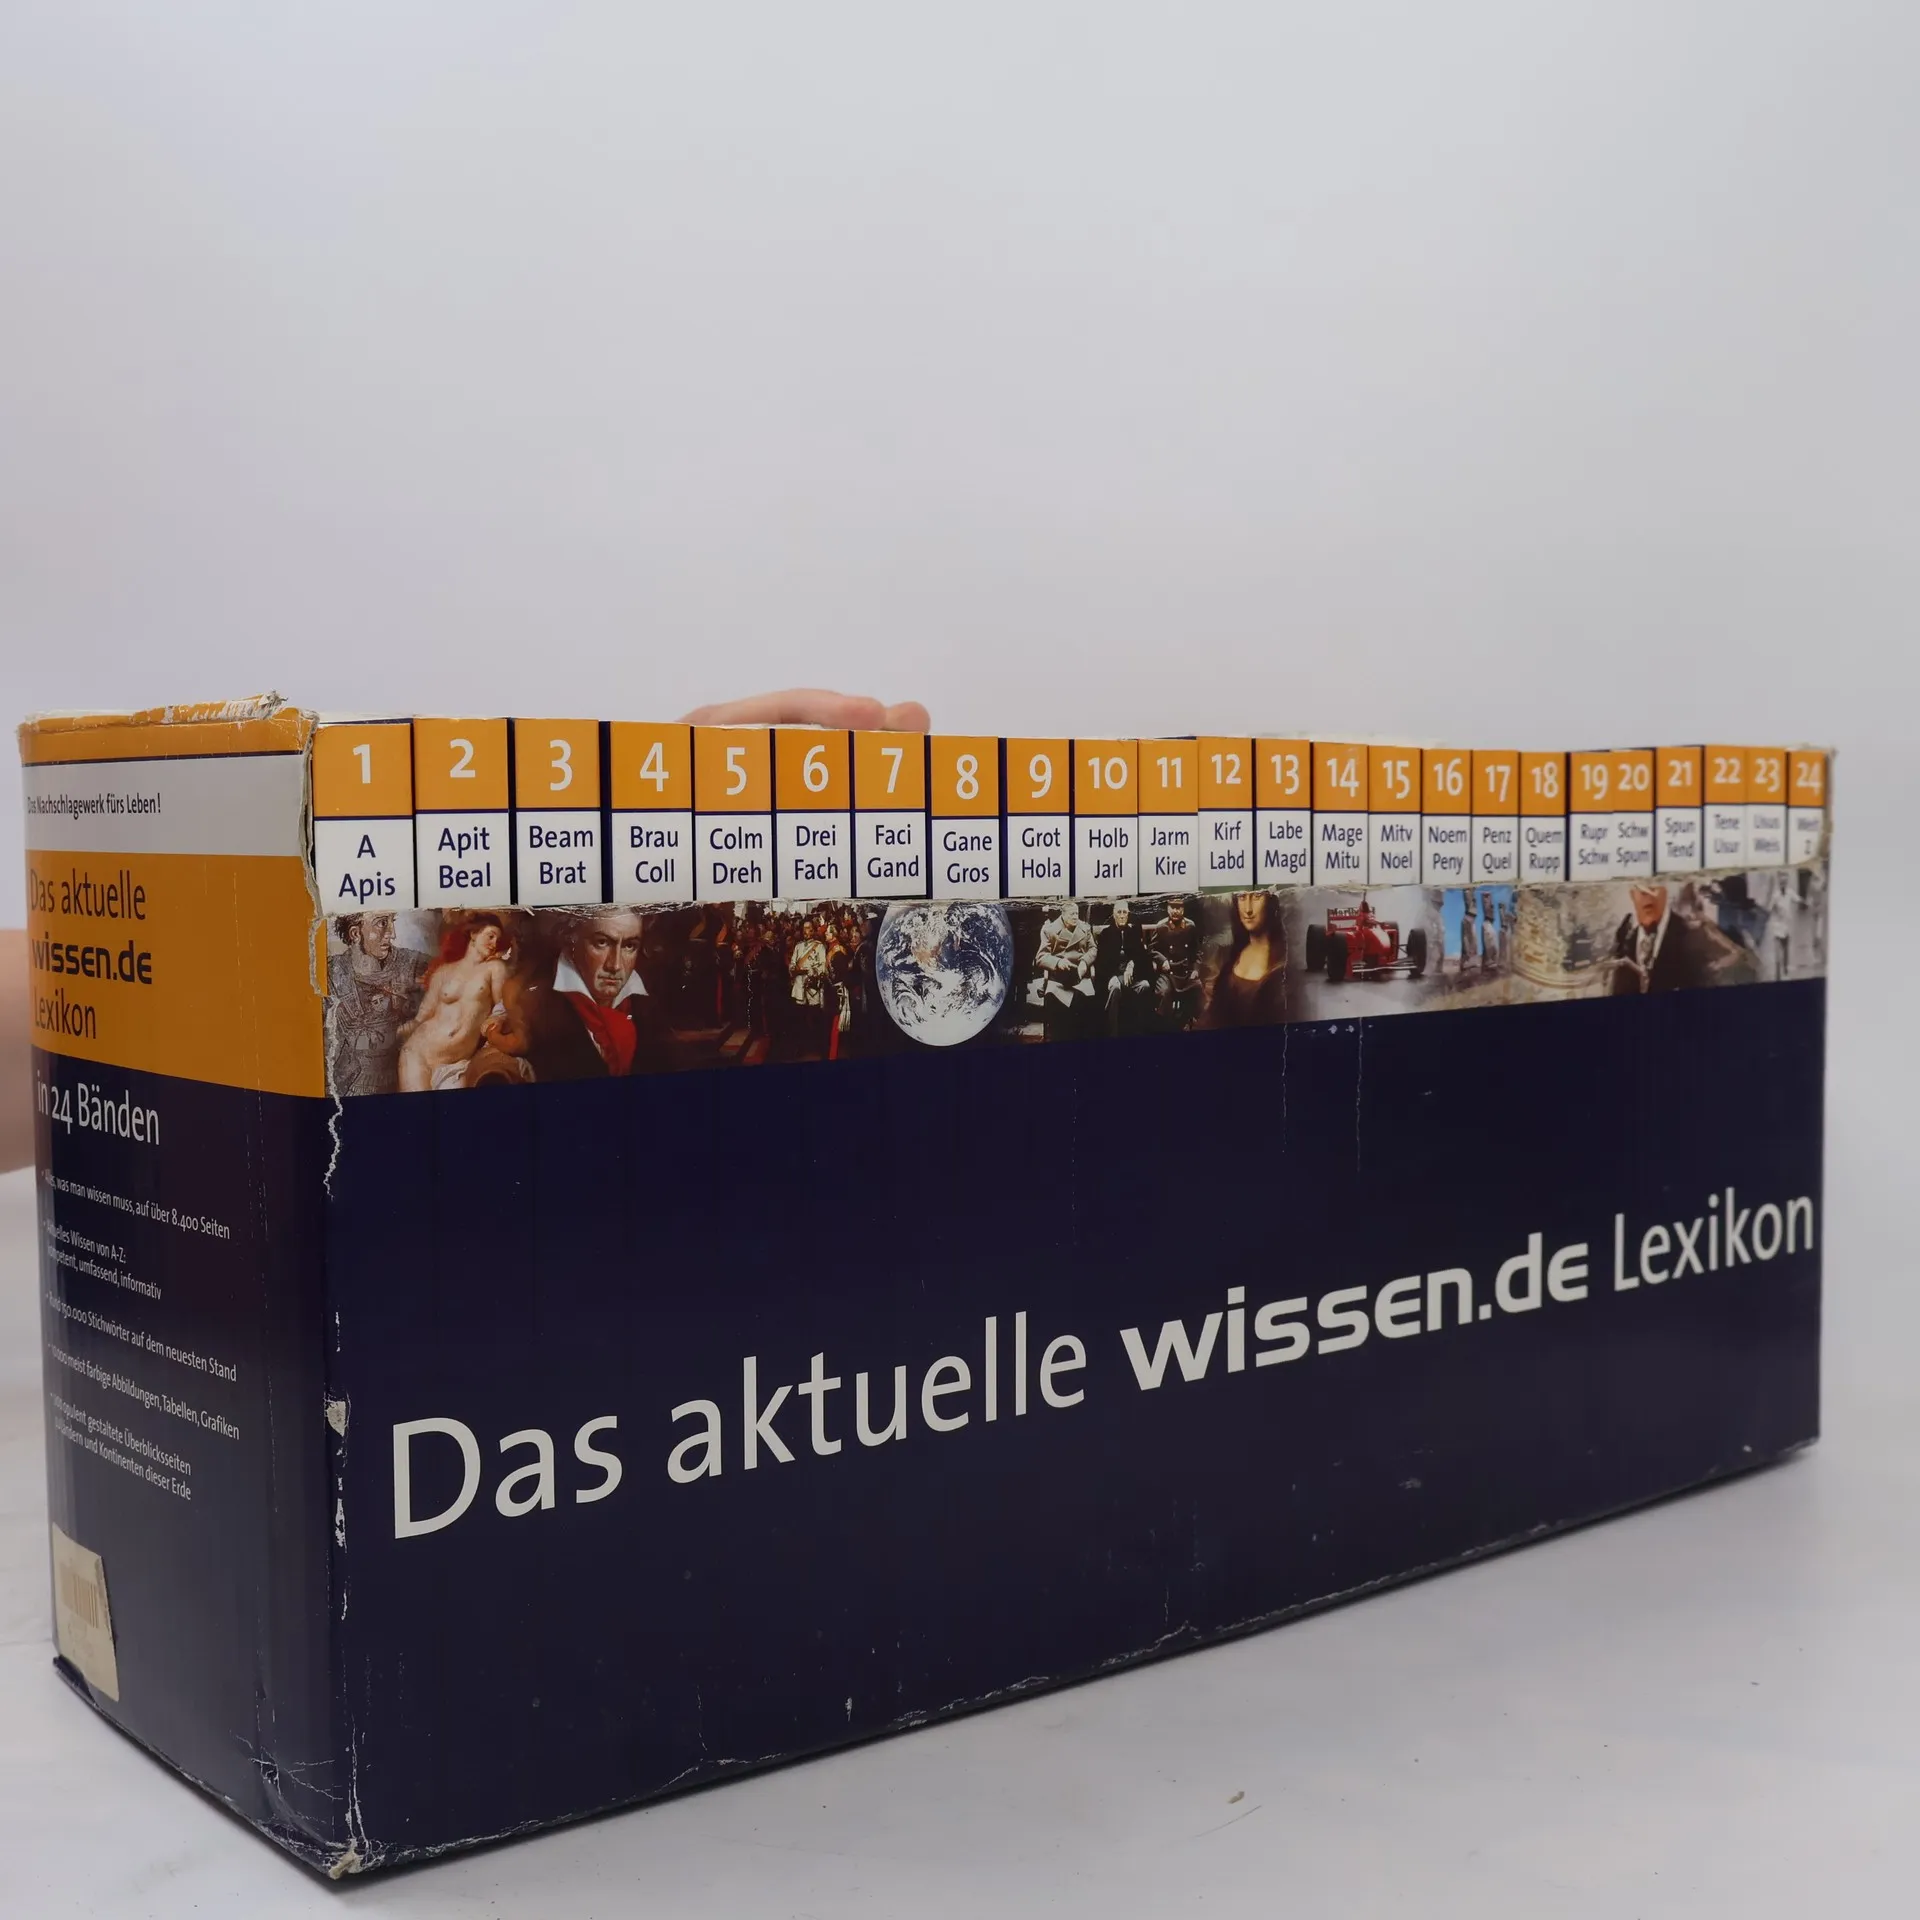 Das Nachschlagewerk fürs Leben!
Das aktuelle
wissen.de
Lexikon
in 24 Bänden
was man wissen muss, auf über 8.400 Seiten
Wissen von A-Z:
umfassend, informativ
Stichwörter auf dem neuesten Stand
meist farbige Abbildungen, Tabellen, Grafiken
opulent gestaltete Überblicksseiten
und Kontinenten dieser Erde
1
A
Apis
2
Apit
Beal
3
Beam
Brat
4
Brau
Coll
5
Colm
Dreh
6
Drei
Fach
7
Faci
Gand
8
Gane
Gros
9
Grot
Hola
10
Holb
Jarl
11
Jarm
Kire
12
Kirf
Labd
13
Labe
Magd
14
Mage
Mitu
15
Mitv
Noel
16
Noem
Peny
17
Penz
Quel
18
Quem
Rupp
19
Rupr
Schw
20
Schw
Spum
21
Spun
Tend
22
Tene
Usur
23
Usus
Weis
24
Z
Das aktuelle wissen.de Lexikon